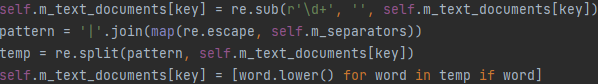 self.m_text_documents[key] = re.sub(r'\d+', '', self.m_text_documents[key])
pattern = '|'.join(map(re.escape, self.m_separators))
temp = re.split(pattern, self.m_text_documents[key])
self.m_text_documents[key] = [word.lower() for word in temp if word]